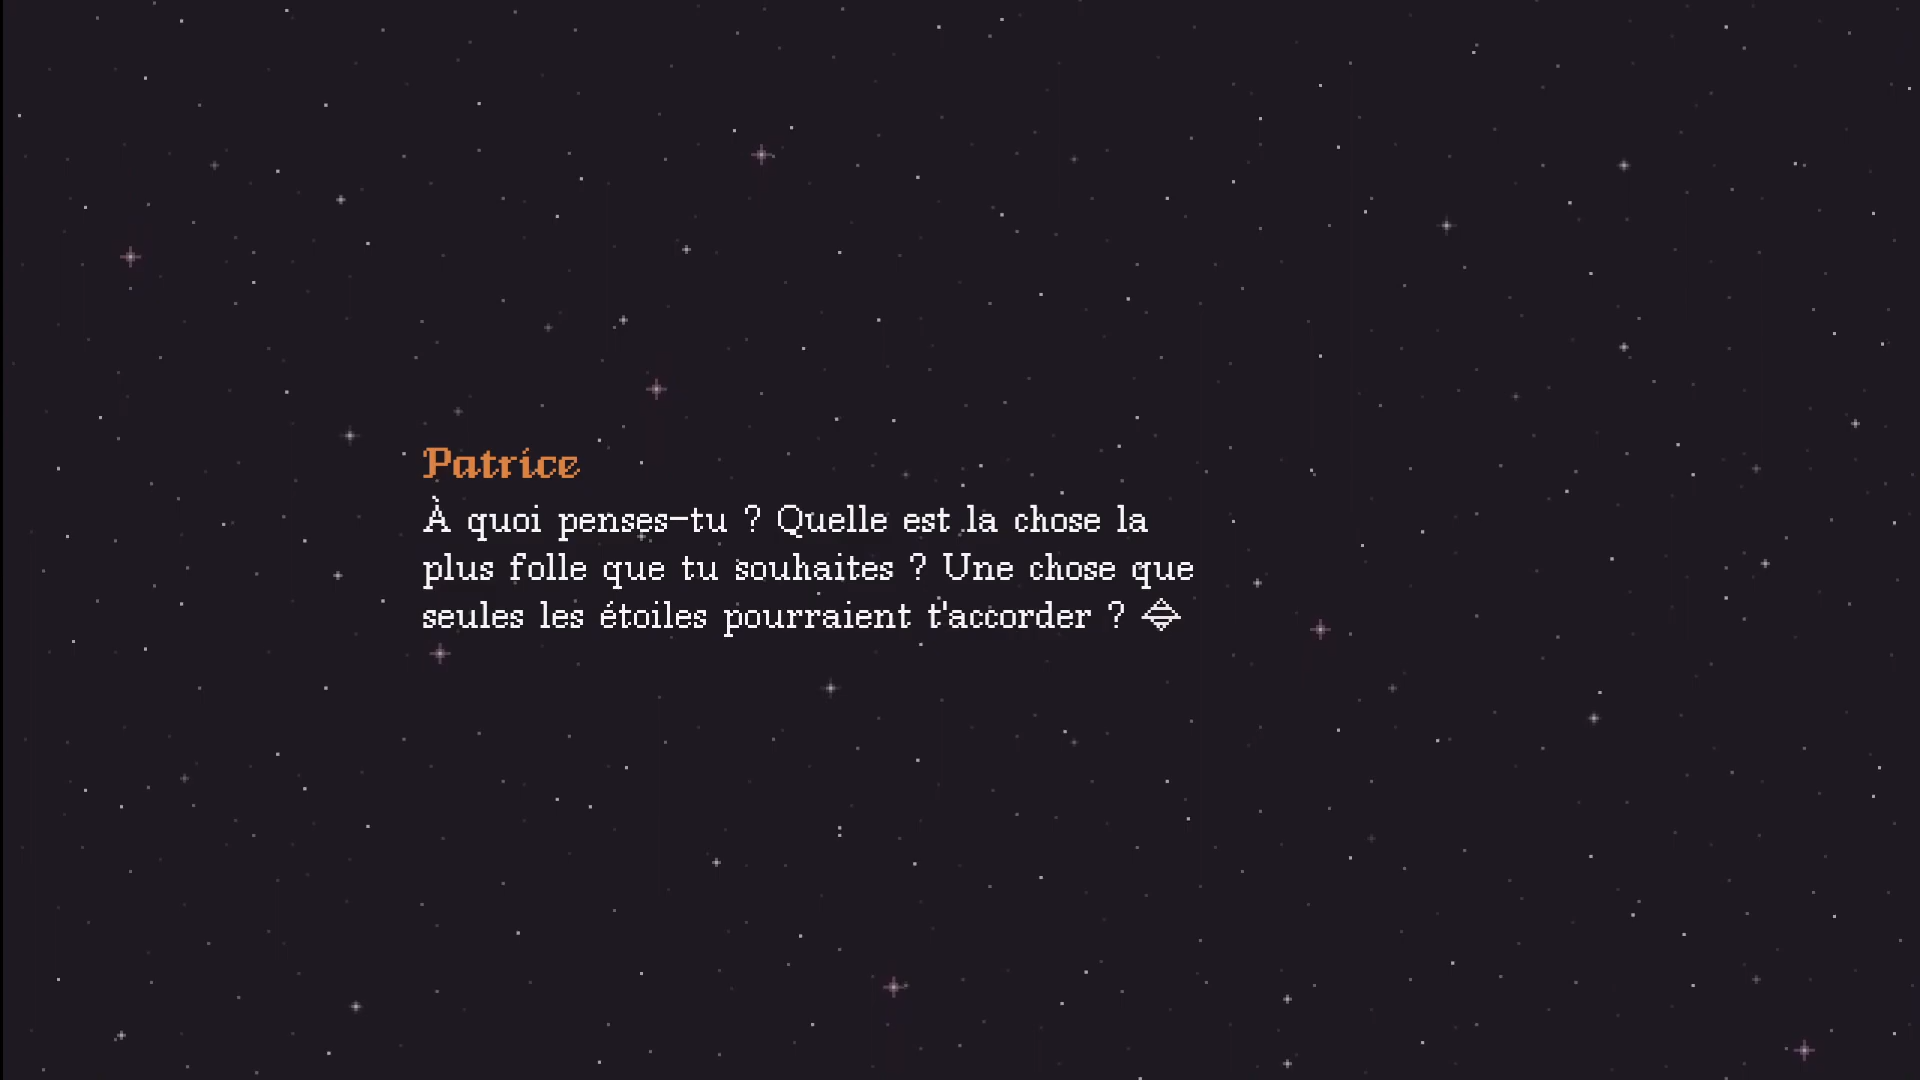 Patrice
À quoi penses-tu ? Quelle est la chose la
plus folle que tu souhaites ? Une chose que
seules les étoiles pourraient t'accorder ?